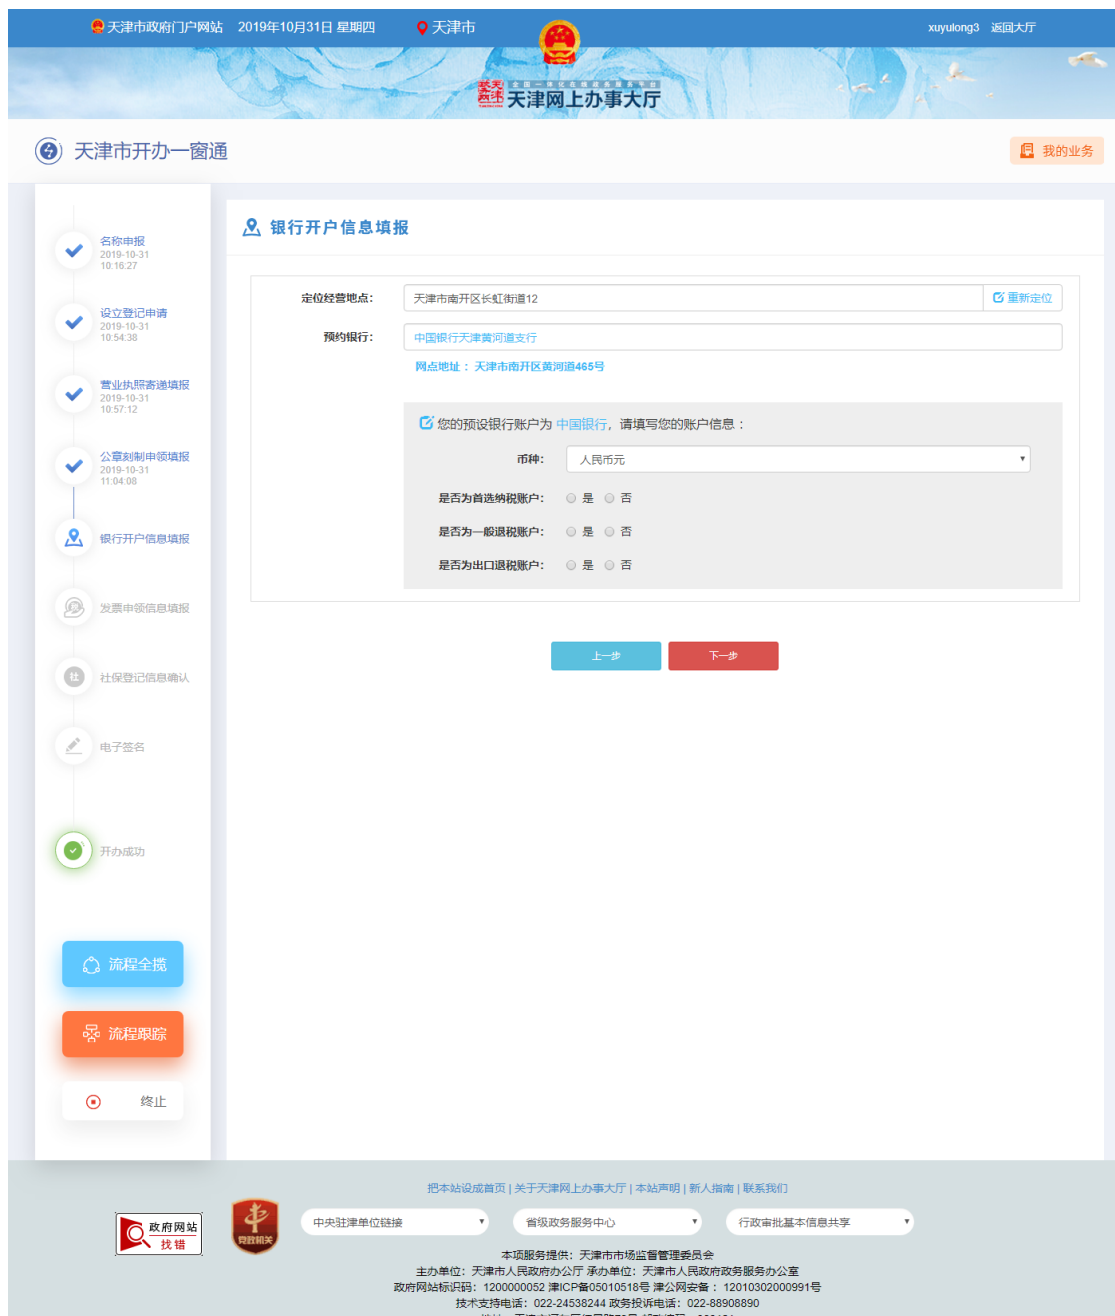 天津市政府门户网站 2019年10月31日 星期四 天津市 xuyulong3 返回大厅
全国一体化在线政务服务平台
天津网上办事大厅
天津市开办一窗通 我的业务
银行开户信息填报
名称申报
2019-10-31
10:16:27
设立登记申请
2019-10-31
10:54:38
营业执照寄递填报
2019-10-31
10:57:12
公章刻制申领填报
2019-10-31
11:04:08
银行开户信息填报
发票申领信息填报
社
社保登记信息确认
电子签名
开办成功
流程全揽
流程跟踪
终止
定位经营地点： 天津市南开区长虹街道12 重新定位
预约银行： 中国银行天津黄河道支行
网点地址 ：天津市南开区黄河道465号
您的预设银行账户为 中国银行，请填写您的账户信息 ：
币种： 人民币元
是否为首选纳税账户： 是 否
是否为一般退税账户： 是 否
是否为出口退税账户： 是 否
上一步 下一步
把本站设成首页 | 关于天津网上办事大厅 | 本站声明 | 新人指南 | 联系我们
政府网站
找错
党政机关
中央驻津单位链接 省级政务服务中心 行政审批基本信息共享
本项服务提供：天津市市场监督管理委员会
主办单位：天津市人民政府办公厅 承办单位：天津市人民政府政务服务办公室
政府网站标识码：1200000052 津ICP备05010518号 津公网安备 ：12010302000991号
技术支持电话：022-24538244 政务投诉电话：022-88908890